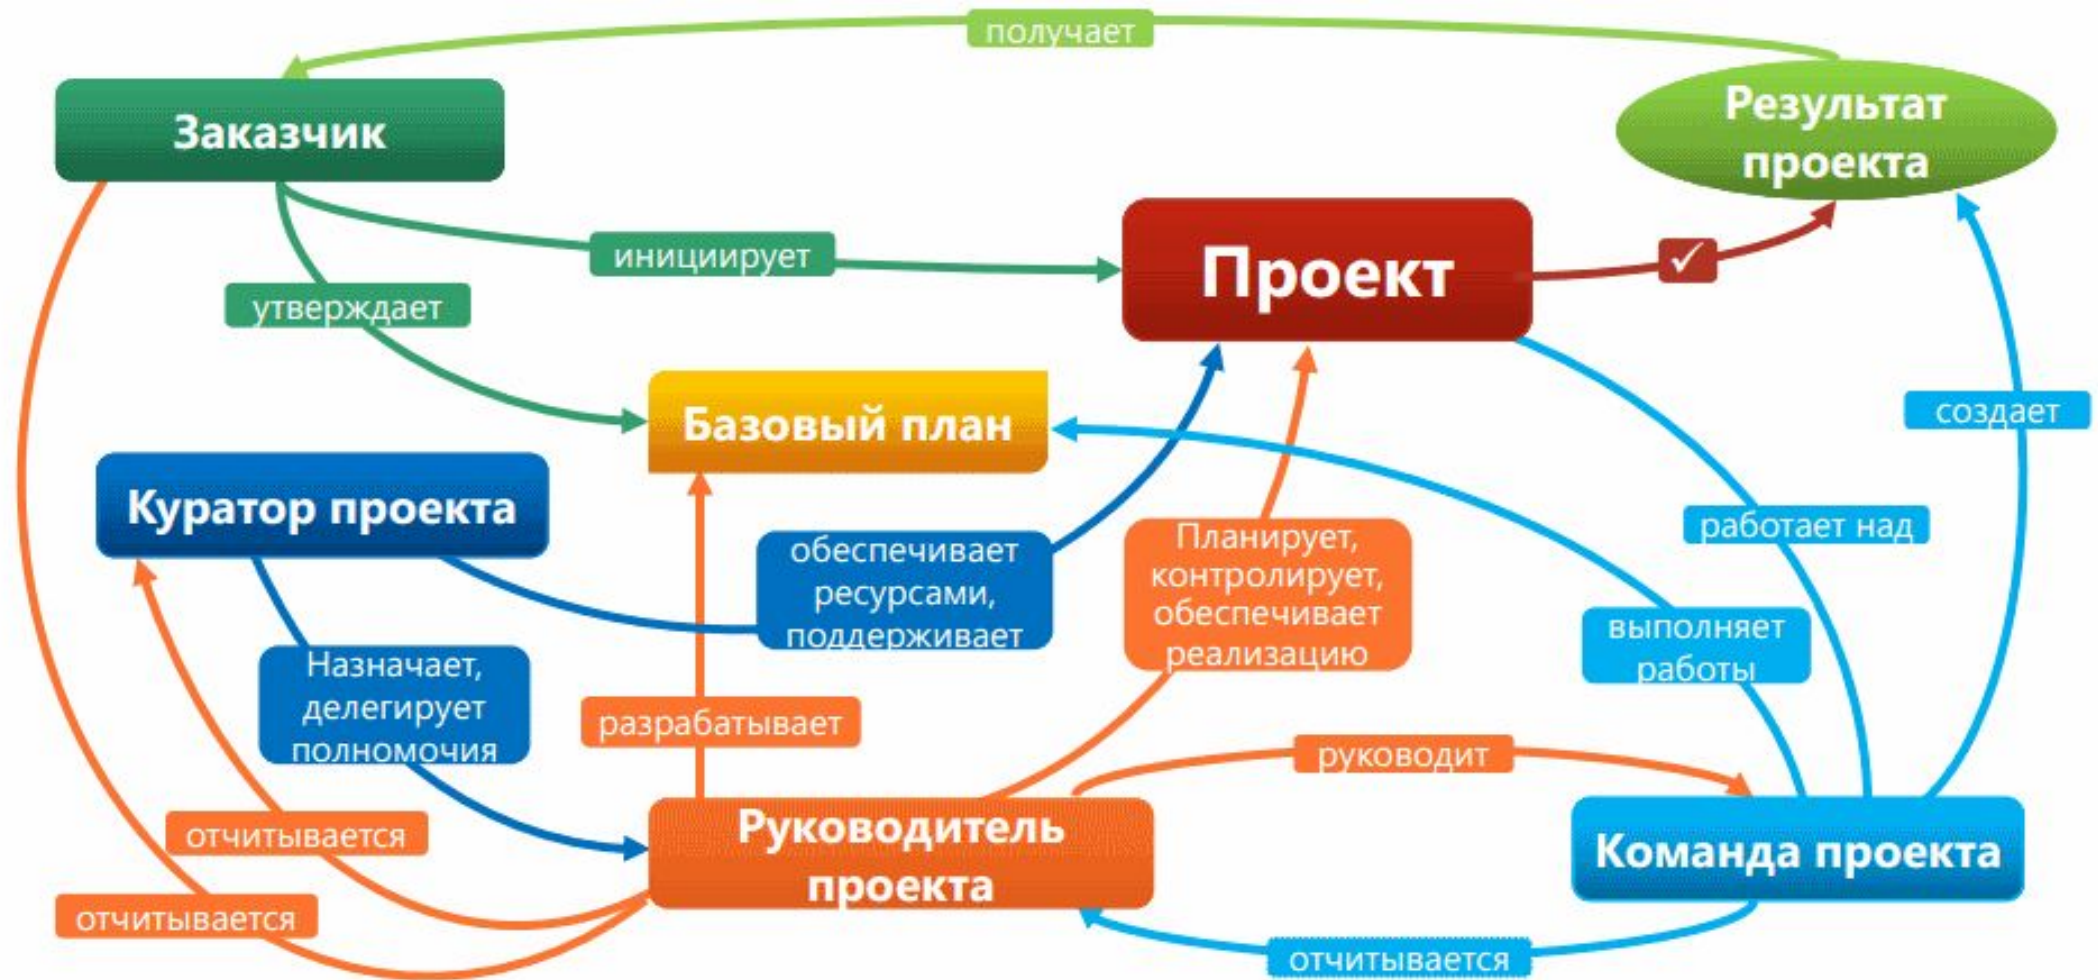 получает
Заказчик
Результат
проекта
инициирует
Проект
✓
утверждает
Базовый план
создает
Куратор проекта
работает над
обеспечивает
ресурсами,
поддерживает
Планирует,
контролирует,
обеспечивает
реализацию
выполняет
работы
Назначает,
делегирует
полномочия
разрабатывает
руководит
отчитывается
Руководитель
проекта
Команда проекта
отчитывается
отчитывается